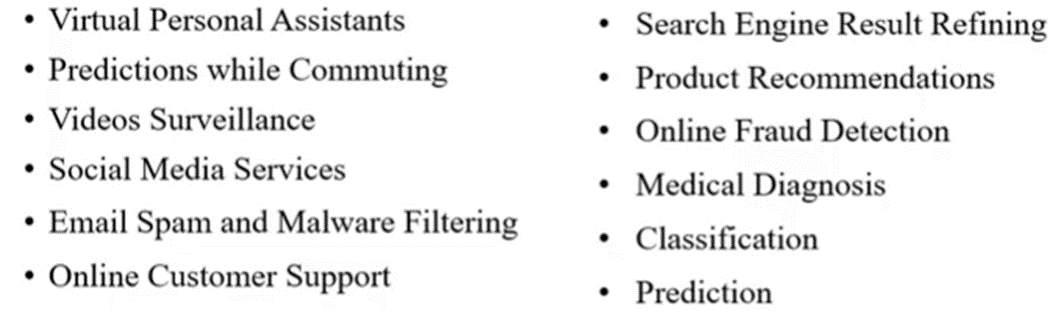 • Virtual Personal Assistants
• Predictions while Commuting
• Videos Surveillance
• Social Media Services
• Email Spam and Malware Filtering
• Online Customer Support
• Search Engine Result Refining
• Product Recommendations
• Online Fraud Detection
• Medical Diagnosis
• Classification
• Prediction